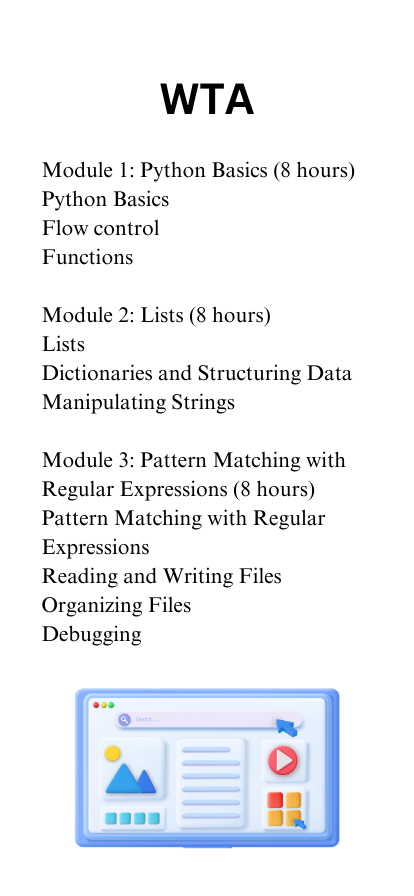 WTA
Module 1: Python Basics (8 hours)
Python Basics
Flow control
Functions
Module 2: Lists (8 hours)
Lists
Dictionaries and Structuring Data
Manipulating Strings
Module 3: Pattern Matching with
Regular Expressions (8 hours)
Pattern Matching with Regular
Expressions
Reading and Writing Files
Organizing Files
Debugging
Search...